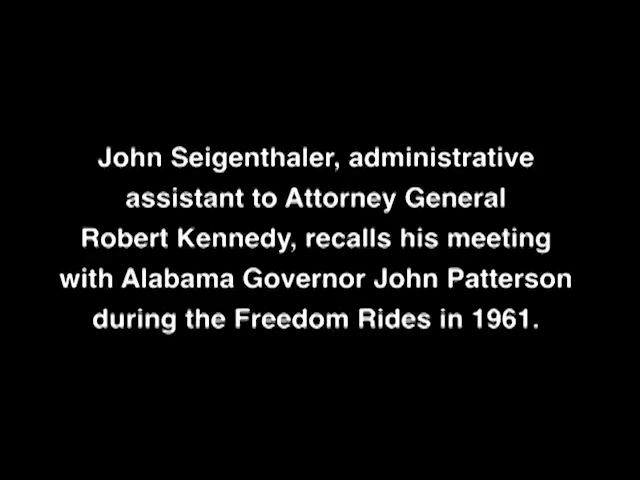 John Seigenthaler, administrative
assistant to Attorney General
Robert Kennedy, recalls his meeting
with Alabama Governor John Patterson
during the Freedom Rides in 1961.